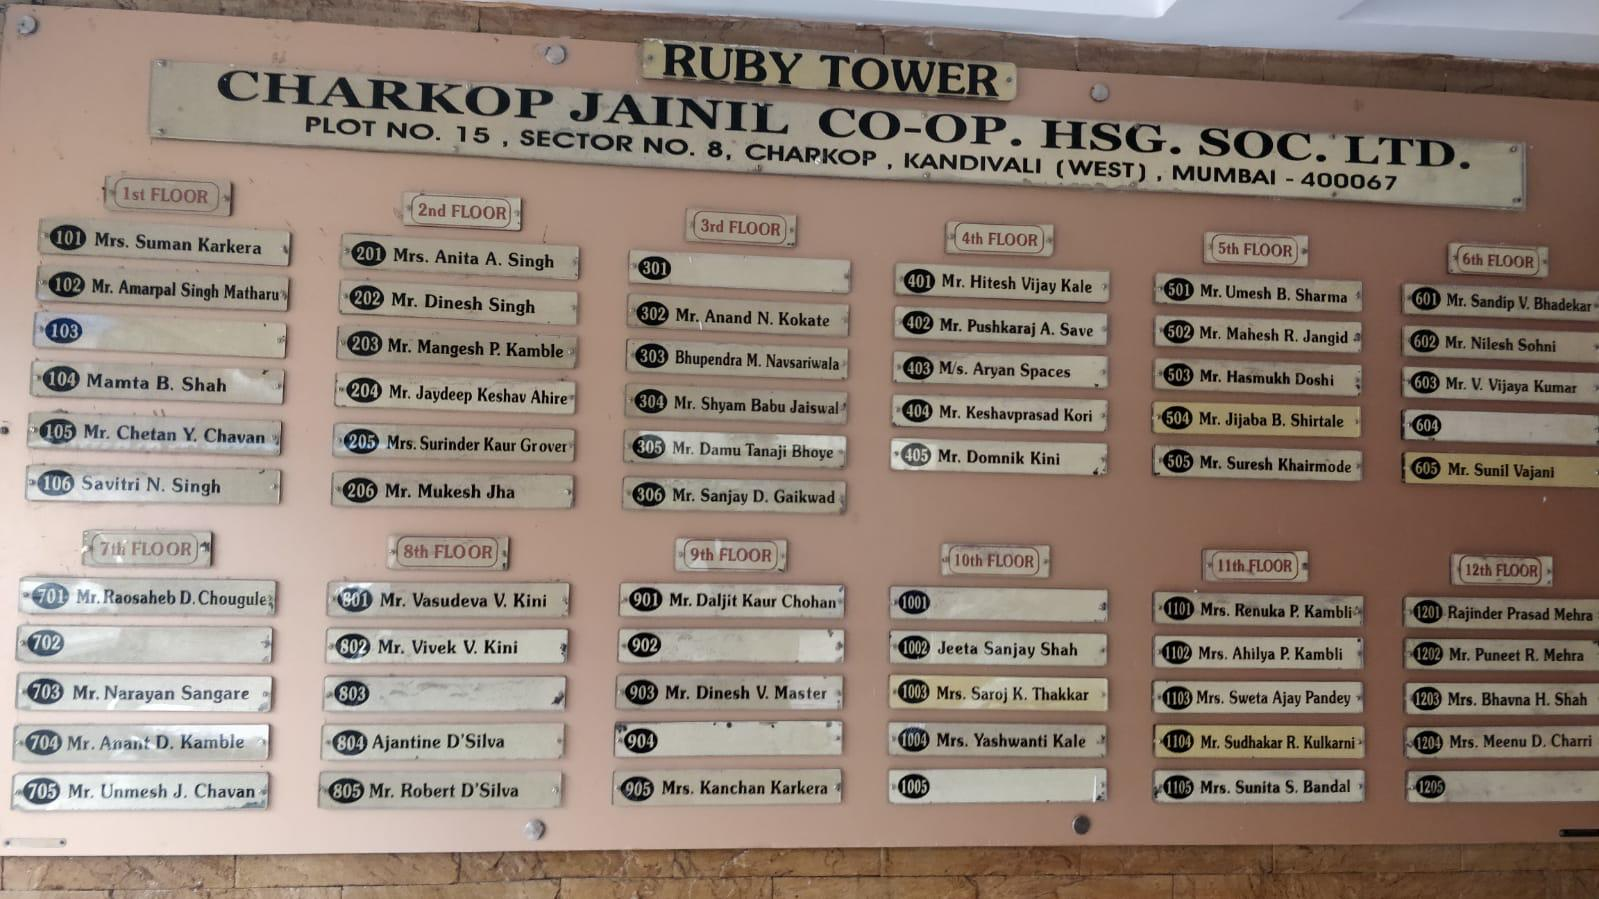 RUBY TOWER
CHARKOP JAINIL CO-OP. HSG. SOC. LTD.
PLOT NO. 15 , SECTOR NO. 8, CHARKOP , KANDIVALI (WEST) , MUMBAI - 400067
1st FLOOR
101 Mrs. Suman Karkera
102 Mr. Amarpal Singh Matharu
103
104 Mamta B. Shah
105 Mr. Chetan Y. Chavan
106 Savitri N. Singh
2nd FLOOR
201 Mrs. Anita A. Singh
202 Mr. Dinesh Singh
203 Mr. Mangesh P. Kamble
204 Mr. Jaydeep Keshav Ahire
205 Mrs. Surinder Kaur Grover
206 Mr. Mukesh Jha
3rd FLOOR
301
302 Mr. Anand N. Kokate
303 Bhupendra M. Navsariwala
304 Mr. Shyam Babu Jaiswal
305 Mr. Damu Tanaji Bhoye
306 Mr. Sanjay D. Gaikwad
4th FLOOR
401 Mr. Hitesh Vijay Kale
402 Mr. Pushkaraj A. Save
403 M/s. Aryan Spaces
404 Mr. Keshavprasad Kori
405 Mr. Domnik Kini
5th FLOOR
501 Mr. Umesh B. Sharma
502 Mr. Mahesh R. Jangid
503 Mr. Hasmukh Doshi
504 Mr. Jijaba B. Shirtale
505 Mr. Suresh Khairmode
6th FLOOR
601 Mr. Sandip V. Bhadekar
602 Mr. Nilesh Sohni
603 Mr. V. Vijaya Kumar
604
605 Mr. Sunil Vajani
7th FLOOR
701 Mr. Raosaheb D. Chougule
702
703 Mr. Narayan Sangare
704 Mr. Anant D. Kamble
705 Mr. Unmesh J. Chavan
8th FLOOR
801 Mr. Vasudeva V. Kini
802 Mr. Vivek V. Kini
803
804 Ajantine D'Silva
805 Mr. Robert D'Silva
9th FLOOR
901 Mr. Daljit Kaur Chohan
902
903 Mr. Dinesh V. Master
904
905 Mrs. Kanchan Karkera
10th FLOOR
1001
1002 Jeeta Sanjay Shah
1003 Mrs. Saroj K. Thakkar
1004 Mrs. Yashwanti Kale
1005
11th FLOOR
1101 Mrs. Renuka P. Kambli
1102 Mrs. Ahilya P. Kambli
1103 Mrs. Sweta Ajay Pandey
1104 Mr. Sudhakar R. Kulkarni
1105 Mrs. Sunita S. Bandal
12th FLOOR
1201 Rajinder Prasad Mehra
1202 Mr. Puneet R. Mehra
1203 Mrs. Bhavna H. Shah
1204 Mrs. Meenu D. Charri
1205